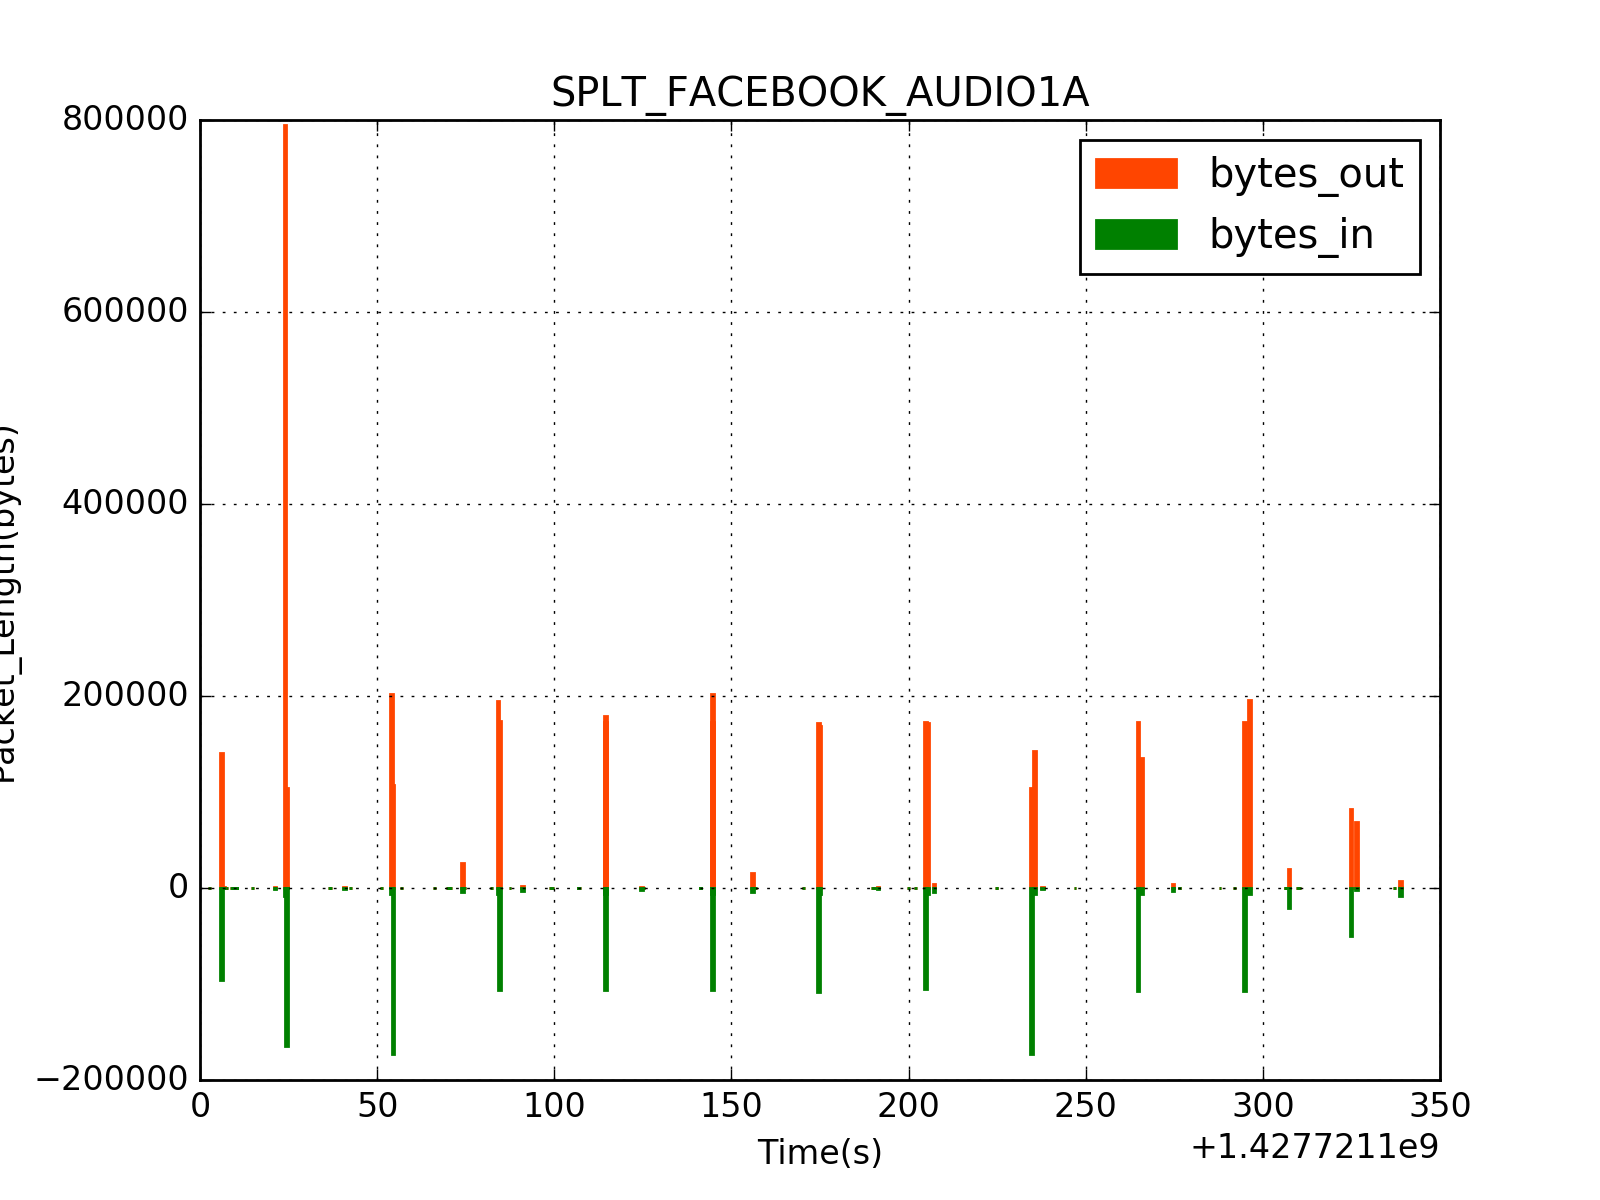 SPLT_FACEBOOK_AUDIO1A
800000
600000
400000
200000
0
−200000
Packet_Length(bytes)
bytes_out
bytes_in
0 50 100 150 200 250 300 350
Time(s)
+1.4277211e9